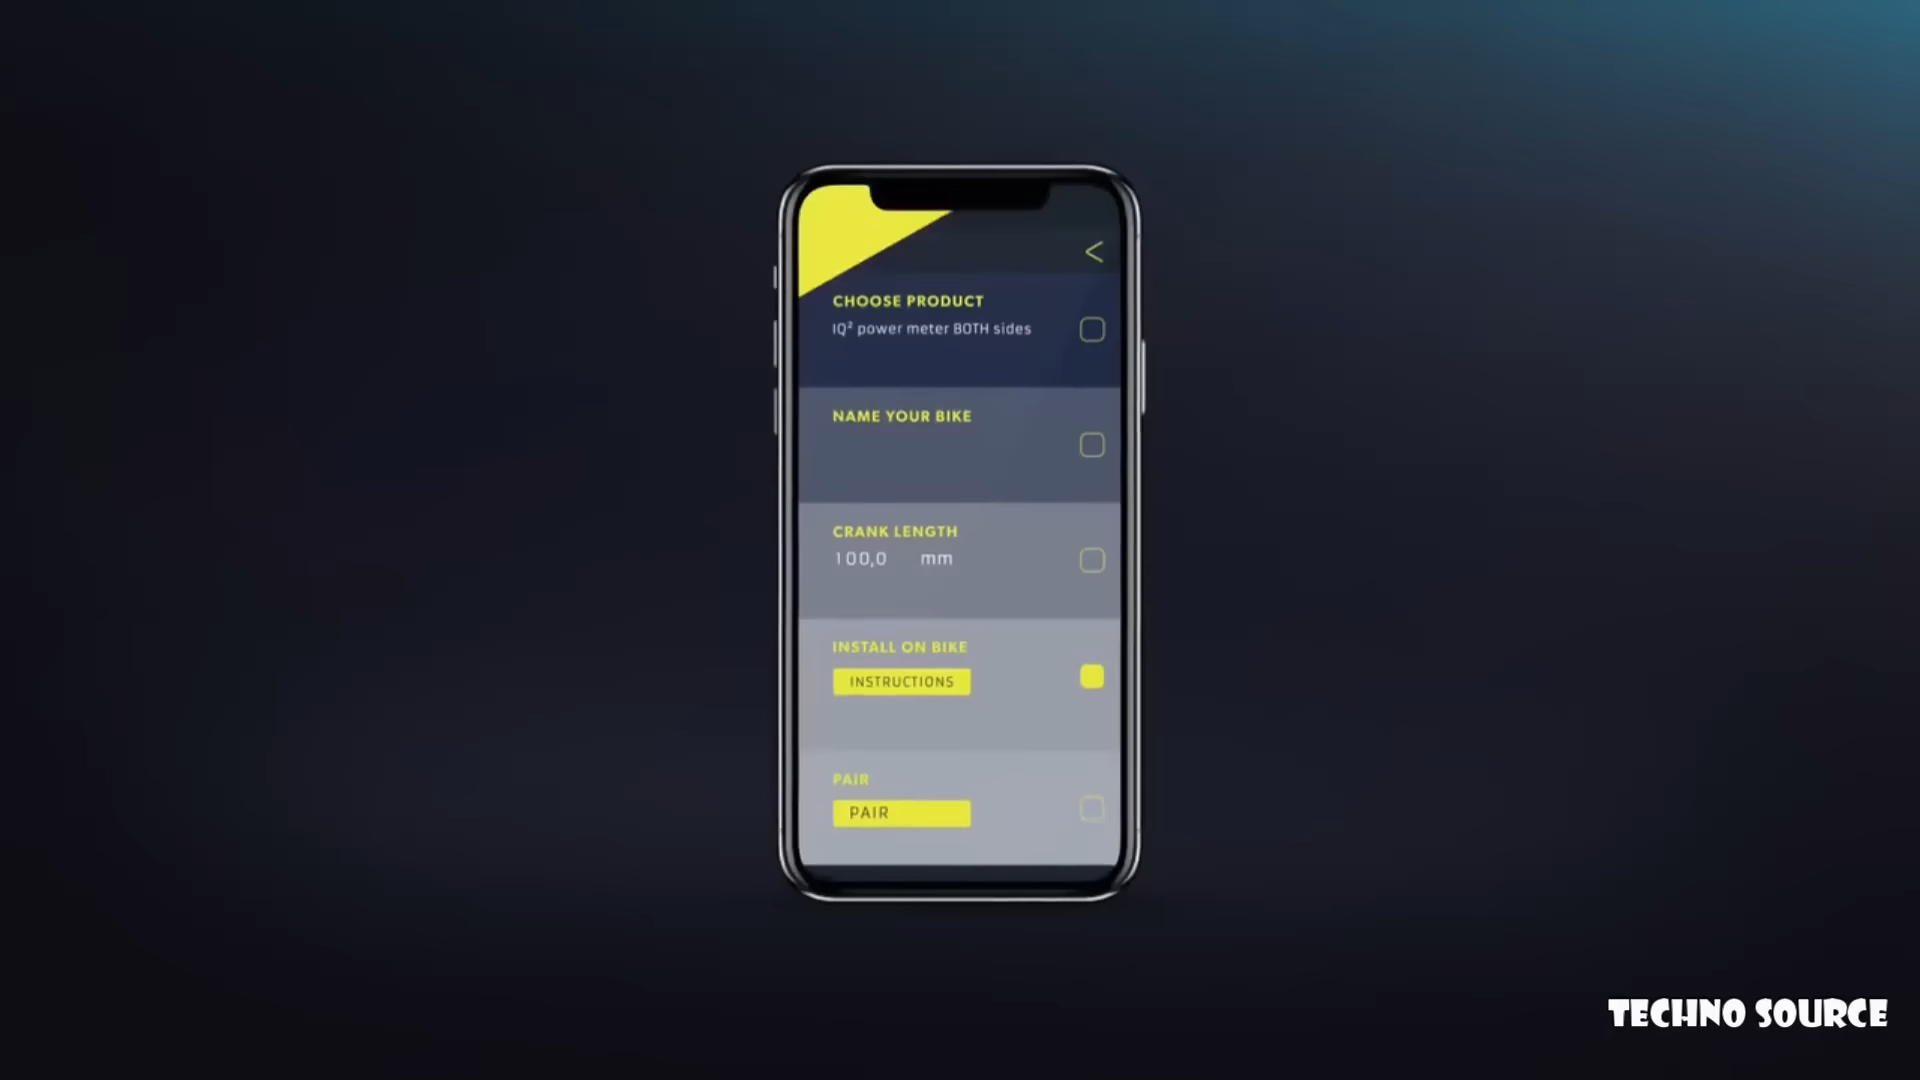 <
CHOOSE PRODUCT
IQ² power meter BOTH sides
NAME YOUR BIKE
CRANK LENGTH
100,0 mm
INSTALL ON BIKE
INSTRUCTIONS
PAIR
PAIR
TECHNO SOURCE